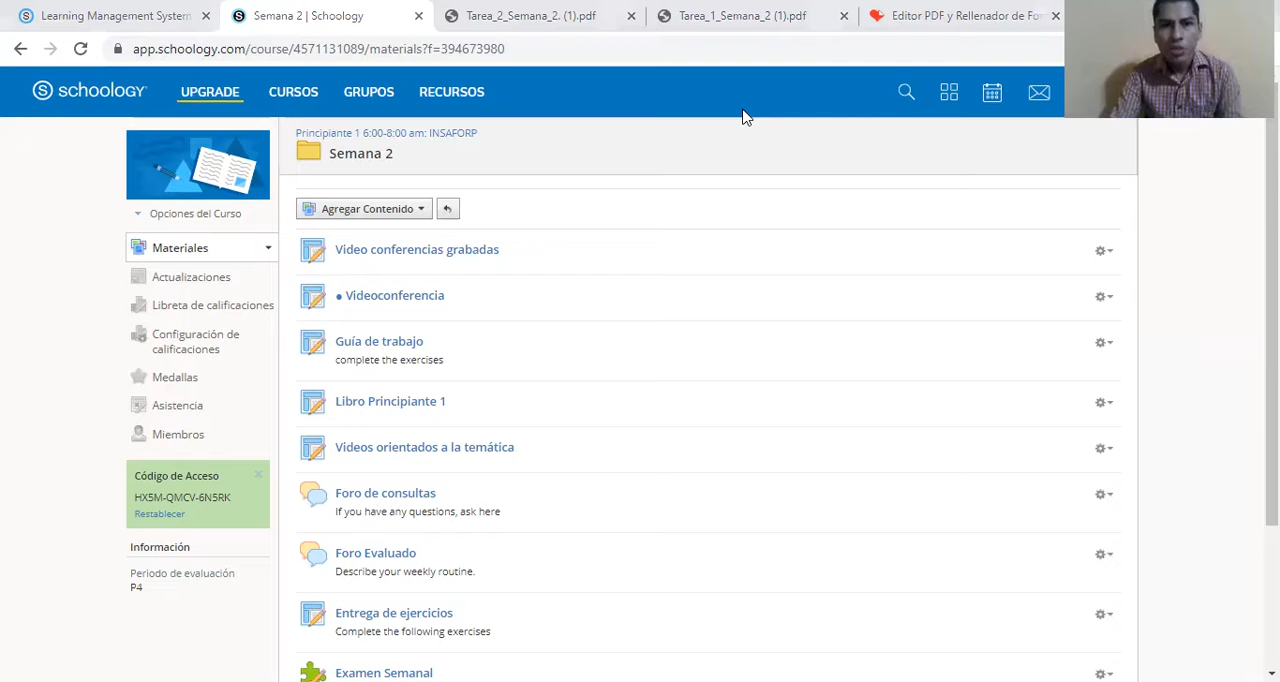 Learning Management System
Semana 2 | Schoology
Tarea_2_Semana_2. (1).pdf
Tarea_1_Semana_2 (1).pdf
Editor PDF y Rellenador de For
app.schoology.com/course/4571131089/materials?f=394673980
S schoology
UPGRADE
CURSOS
GRUPOS
RECURSOS
Principiante 1 6:00-8:00 am: INSAFORP
Semana 2
Opciones del Curso
Materiales
Actualizaciones
Libreta de calificaciones
Configuración de
calificaciones
Medallas
Asistencia
Miembros
Código de Acceso
HX5M-QMCV-6N5RK
Restablecer
Información
Periodo de evaluación
P4
Agregar Contenido
Video conferencias grabadas
● Videoconferencia
Guía de trabajo
complete the exercises
Libro Principiante 1
Videos orientados a la temática
Foro de consultas
If you have any questions, ask here
Foro Evaluado
Describe your weekly routine.
Entrega de ejercicios
Complete the following exercises
Examen Semanal